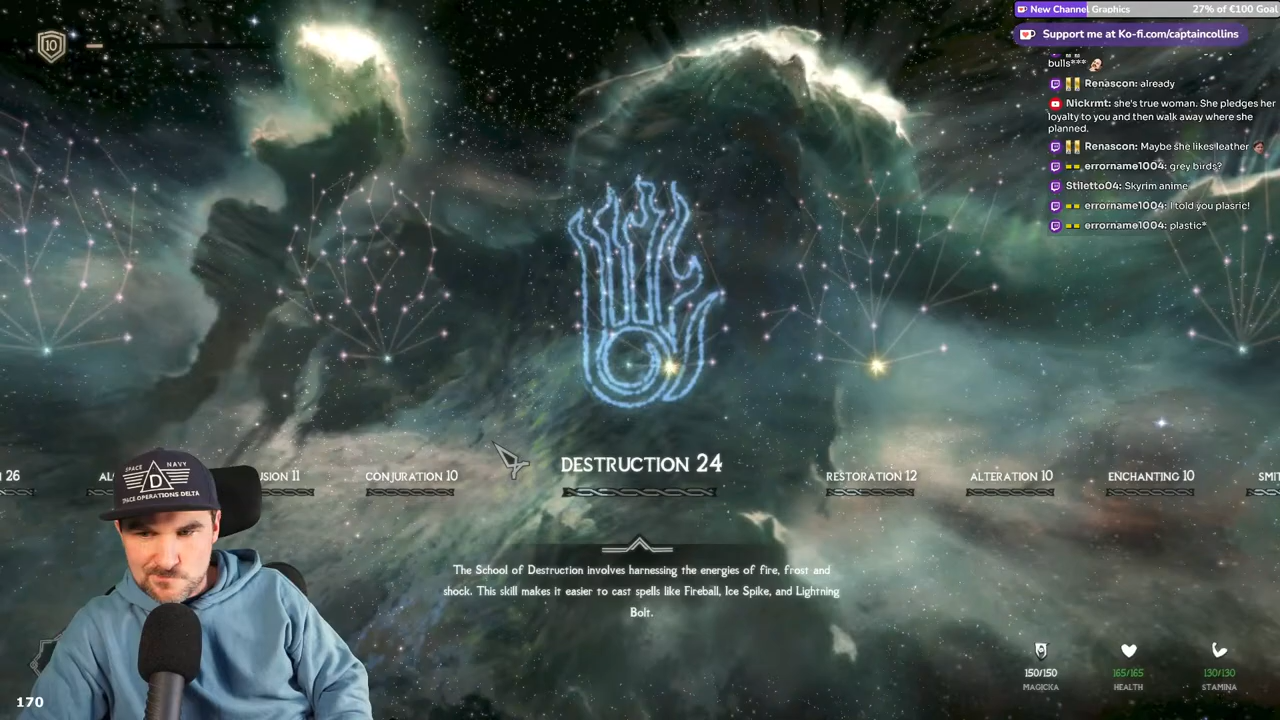 New Channel Graphics 27% of €100 Goal
10
Support me at Ko-fi.com/captaincollins
bulls***
Renascon: already
Nickrmt: she's true woman. She pledges her
loyalty to you and then walk away where she
planned.
Renascon: Maybe she likes leather
errorname1004: grey birds?
Stiletto04: Skyrim anime
errorname1004: I told you plasric!
errorname1004: plastic*
26
CONJURATION 10
DESTRUCTION 24
RESTORATION 12
ALTERATION 10
ENCHANTING 10
SPACE NAVY
D
SPACE OPERATIONS DELTA
The School of Destruction involves harnessing the energies of fire, frost and
shock. This skill makes it easier to cast spells like Fireball, Ice Spike, and Lightning
Bolt.
150/150 165/165 130/130
MAGICKA HEALTH STAMINA
170